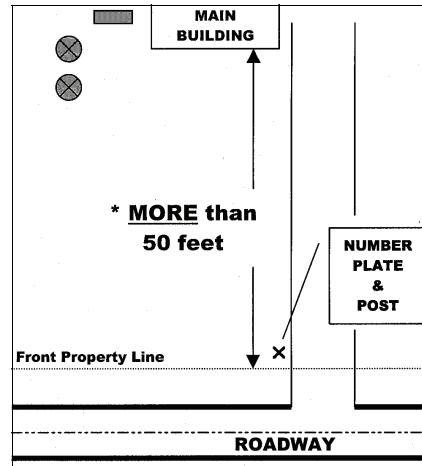 MAIN
BUILDING
* MORE than
50 feet
NUMBER
PLATE
&
POST
Front Property Line
ROADWAY